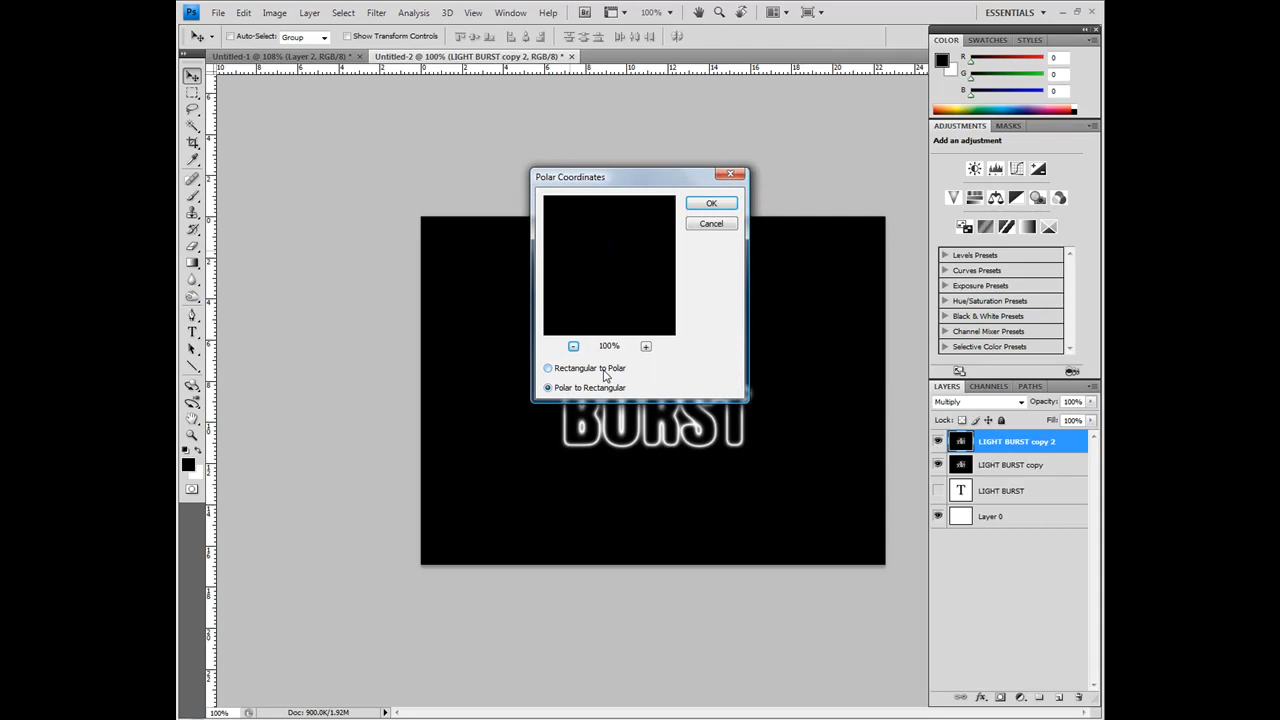 Ps File Edit Image Layer Select Filter Analysis 3D View Window Help Br 100% ESSENTIALS
Auto-Select: Group Show Transform Controls
Untitled-1 @ 108% (Layer 2, RGB/8) * × Untitled-2 @ 100% (LIGHT BURST copy 2, RGB/8) * ×
COLOR SWATCHES STYLES
R 0
G 0
B 0
ADJUSTMENTS MASKS
Add an adjustment
Levels Presets
Curves Presets
Exposure Presets
Hue/Saturation Presets
Black & White Presets
Channel Mixer Presets
Selective Color Presets
LAYERS CHANNELS PATHS
Multiply Opacity: 100%
Lock: Fill: 100%
LIGHT BURST copy 2
LIGHT BURST copy
T LIGHT BURST
Layer 0
Polar Coordinates
OK
Cancel
- 100% +
Rectangular to Polar
Polar to Rectangular
BURST
100% Doc: 900.0K/1.92M